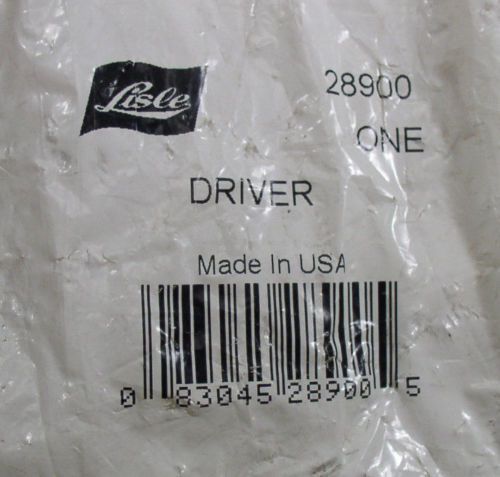 Lisle
28900
ONE
DRIVER
Made In USA
0 83045 28900 5